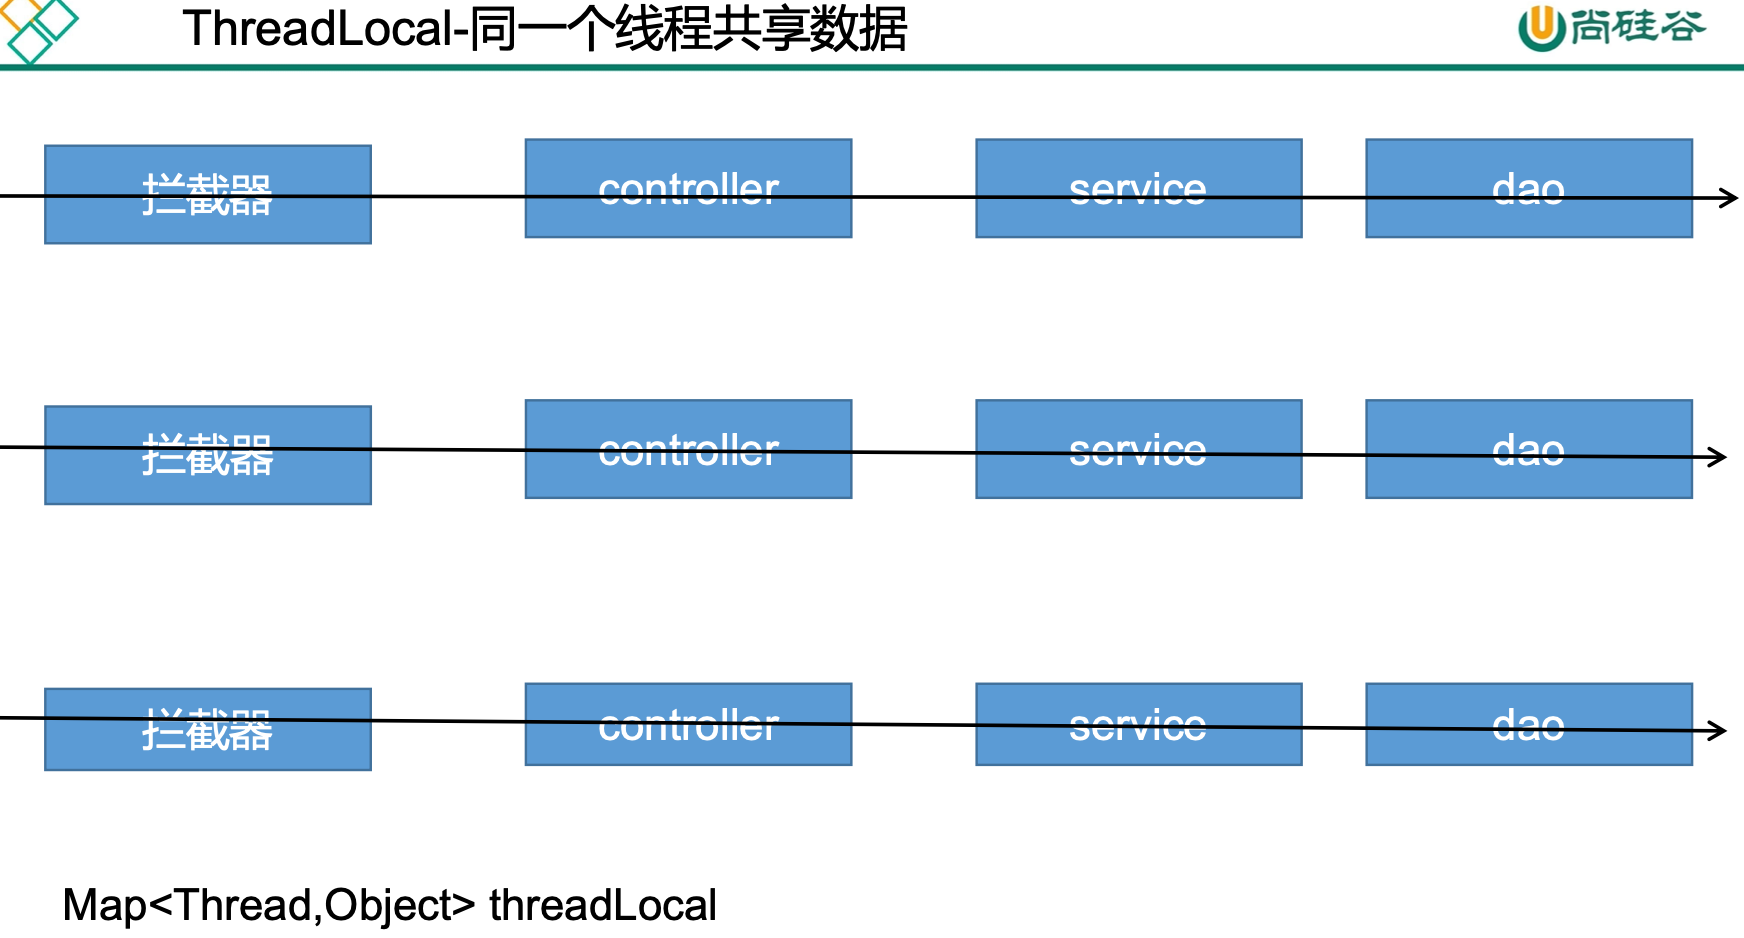 ThreadLocal-同一个线程共享数据
尚硅谷
拦截器 controller service dao
拦截器 controller service dao
拦截器 controller service dao
Map<Thread,Object> threadLocal